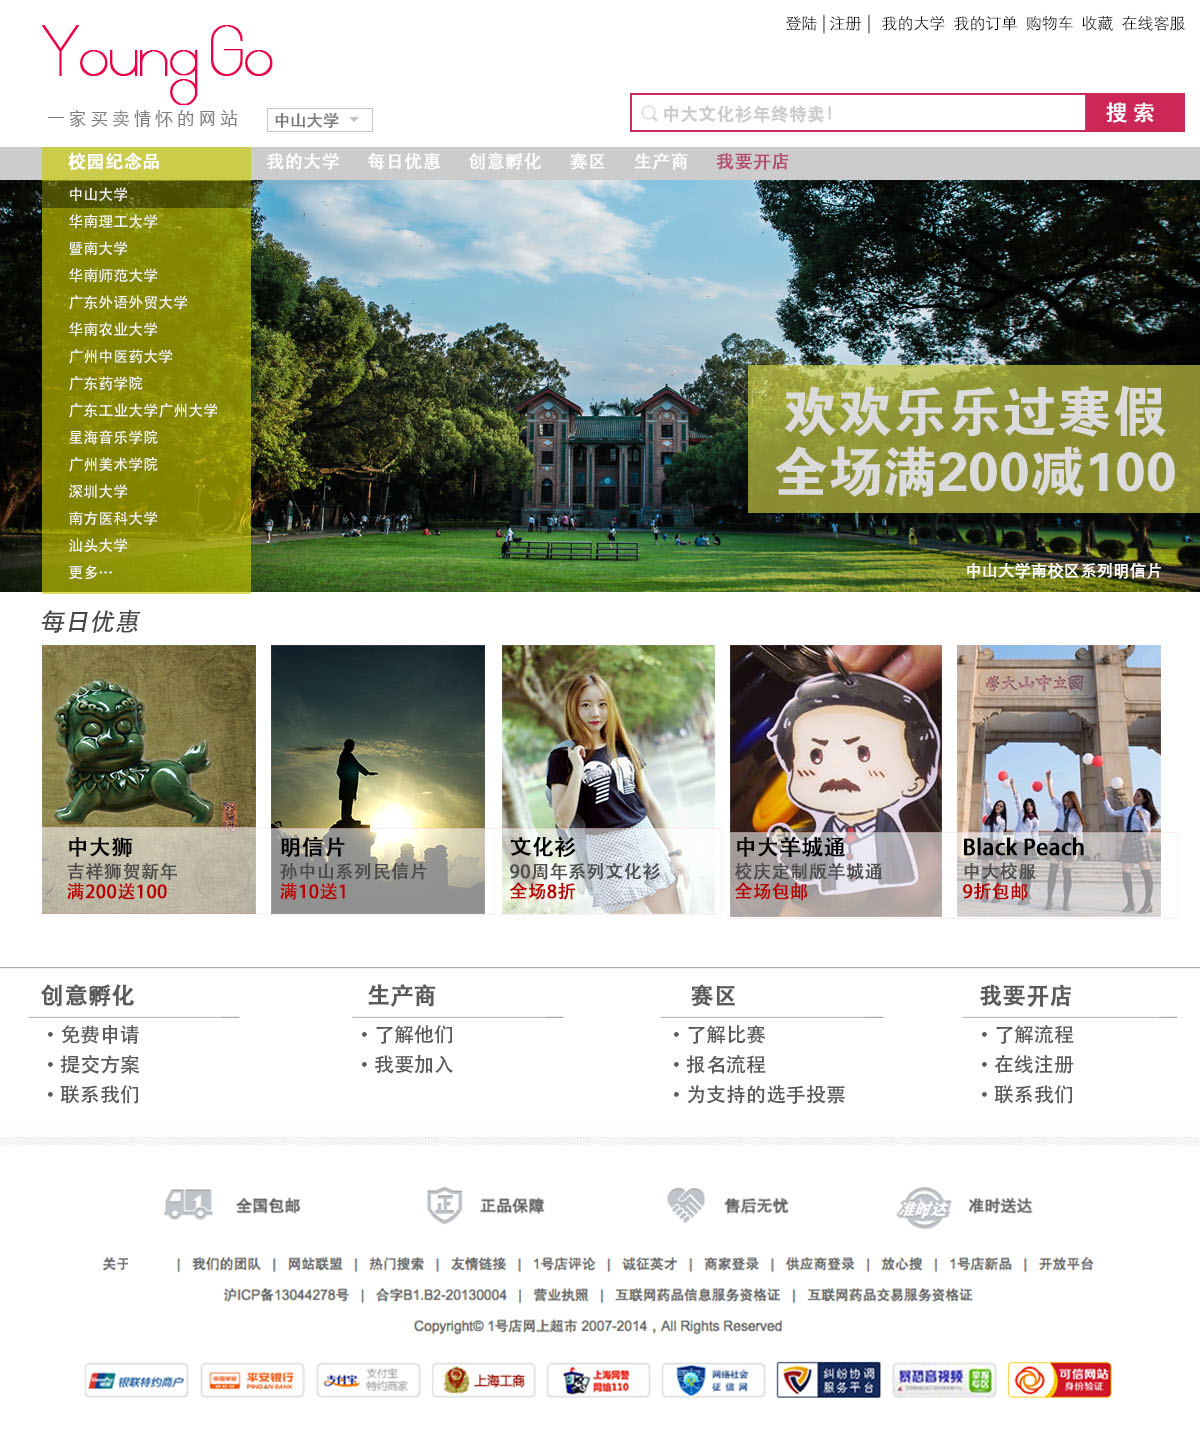 登陆 | 注册 | 我的大学 我的订单 购物车 收藏 在线客服
Young Go
一家买卖情怀的网站
中山大学
中大文化衫年终特卖!
搜索
校园纪念品 我的大学 每日优惠 创意孵化 赛区 生产商 我要开店
中山大学
华南理工大学
暨南大学
华南师范大学
广东外语外贸大学
华南农业大学
广州中医药大学
广东药学院
广东工业大学广州大学
星海音乐学院
广州美术学院
深圳大学
南方医科大学
汕头大学
更多···
欢欢乐乐过寒假
全场满200减100
中山大学南校区系列明信片
每日优惠
中大狮
吉祥狮贺新年
满200送100
明信片
孙中山系列民信片
满10送1
文化衫
90周年系列文化衫
全场8折
中大羊城通
校庆定制版羊城通
全场包邮
學大山中立國
Black Peach
中大校服
9折包邮
创意孵化
·免费申请
·提交方案
·联系我们
生产商
·了解他们
·我要加入
赛区
·了解比赛
·报名流程
·为支持的选手投票
我要开店
·了解流程
·在线注册
·联系我们
1 全国包邮
正 正品保障
售后无忧
准时达 准时送达
关于 | 我们的团队 | 网站联盟 | 热门搜索 | 友情链接 | 1号店评论 | 诚征英才 | 商家登录 | 供应商登录 | 放心搜 | 1号店新品 | 开放平台
沪ICP备13044278号 | 合字B1.B2-20130004 | 营业执照 | 互联网药品信息服务资格证 | 互联网药品交易服务资格证
Copyright© 1号店网上超市 2007-2014，All Rights Reserved
银联特约商户
中国平安 平安银行
PING AN BANK
支付宝 支付宝
特约商家
上海工商
上海网警
网络110
网络社会
征信网
纠纷协调
服务平台
暴恐音视频
举报专区
可信网站
身份验证